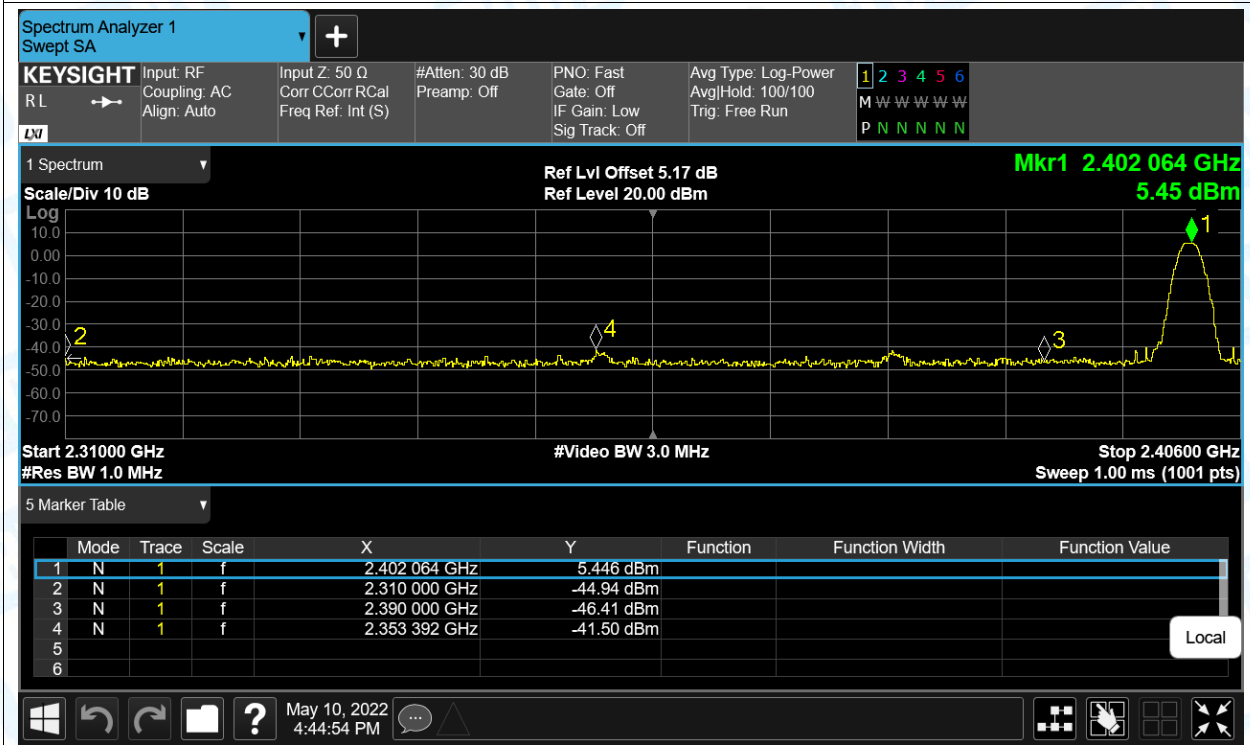 Spectrum Analyzer 1
Swept SA
KEYSIGHT
RL
LXI
Input: RF
Coupling: AC
Align: Auto
Input Z: 50 Ω
Corr CCorr RCal
Freq Ref: Int (S)
#Atten: 30 dB
Preamp: Off
PNO: Fast
Gate: Off
IF Gain: Low
Sig Track: Off
Avg Type: Log-Power
Avg|Hold: 100/100
Trig: Free Run
1 2 3 4 5 6
M W W W W W
P N N N N N
1 Spectrum
Scale/Div 10 dB
Ref Lvl Offset 5.17 dB
Ref Level 20.00 dBm
Mkr1 2.402 064 GHz
5.45 dBm
Log
10.0
0.00
-10.0
-20.0
-30.0
-40.0
-50.0
-60.0
-70.0
1
2
4
3
Start 2.31000 GHz
#Video BW 3.0 MHz
Stop 2.40600 GHz
#Res BW 1.0 MHz
Sweep 1.00 ms (1001 pts)
5 Marker Table
Mode Trace Scale X Y Function Function Width Function Value
1 N 1 f 2.402 064 GHz 5.446 dBm
2 N 1 f 2.310 000 GHz -44.94 dBm
3 N 1 f 2.390 000 GHz -46.41 dBm
4 N 1 f 2.353 392 GHz -41.50 dBm
5
6
Local
?
May 10, 2022
4:44:54 PM